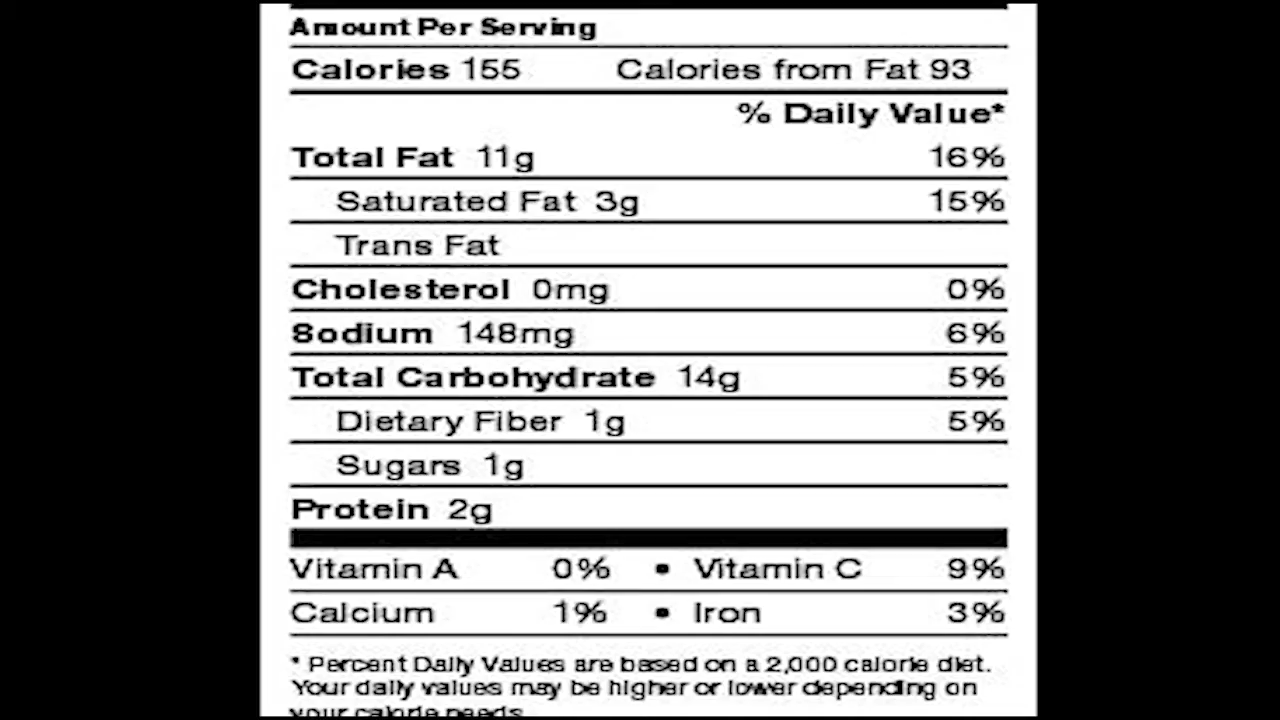 Amount Per Serving
Calories 155 Calories from Fat 93
% Daily Value*
Total Fat 11g 16%
Saturated Fat 3g 15%
Trans Fat
Cholesterol 0mg 0%
Sodium 148mg 6%
Total Carbohydrate 14g 5%
Dietary Fiber 1g 5%
Sugars 1g
Protein 2g
Vitamin A 0% • Vitamin C 9%
Calcium 1% • Iron 3%
* Percent Daily Values are based on a 2,000 calorie diet.
Your daily values may be higher or lower depending on
your calorie needs.